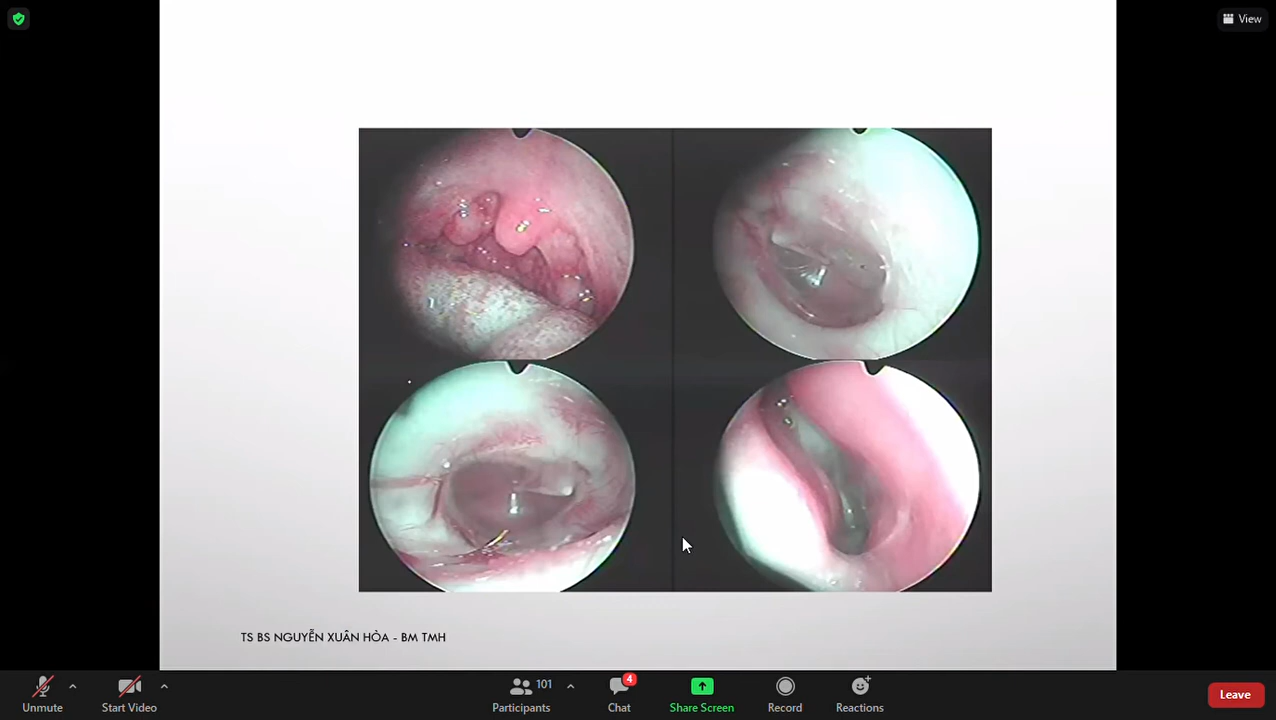 View
TS BS NGUYỄN XUÂN HÒA - BM TMH
Unmute
Start Video
Participants
101
Chat
4
Share Screen
Record
Reactions
Leave